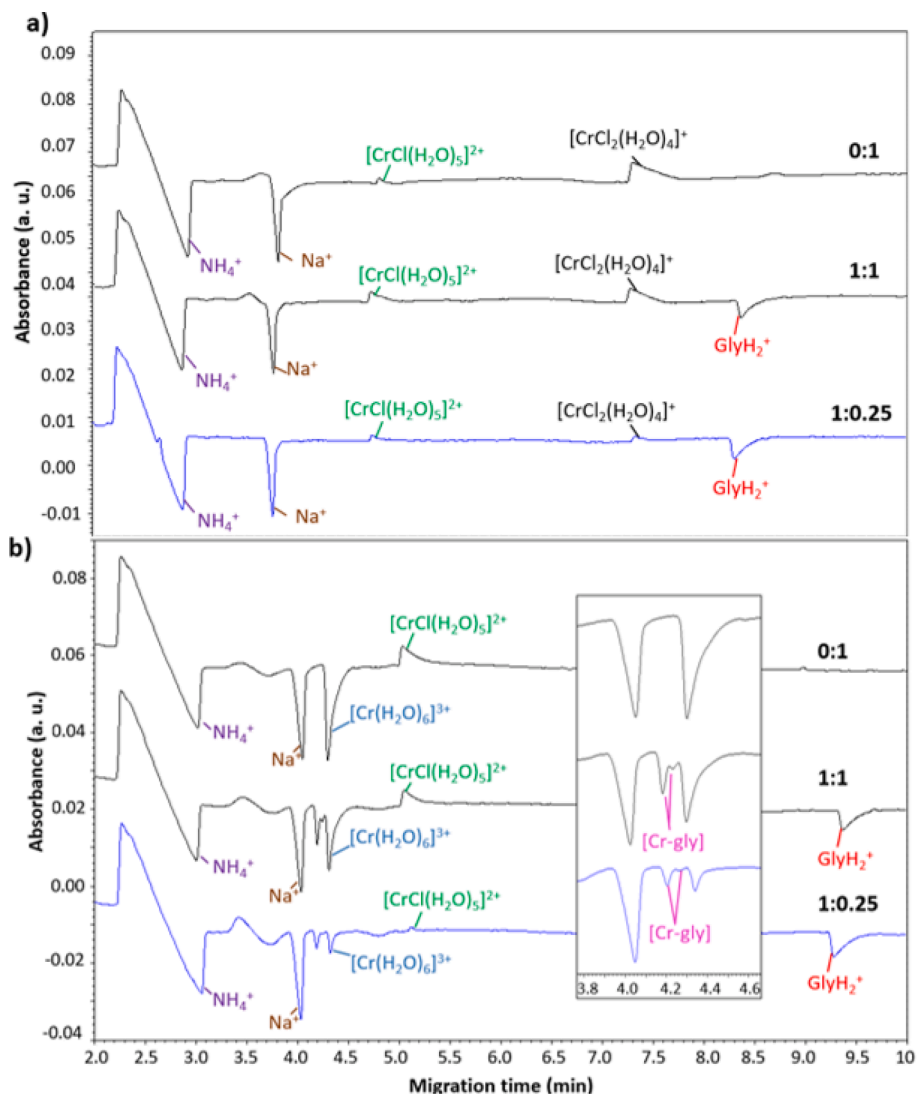 a)
0.09
0.08
0.07
0.06
0.05
0.04
0.03
0.02
0.01
0.00
-0.01
Absorbance (a. u.)
[CrCl₂(H₂O)₄]⁺
[CrCl(H₂O)₅]²⁺
0:1
NH₄⁺
Na⁺
[CrCl(H₂O)₅]²⁺
[CrCl₂(H₂O)₄]⁺
1:1
GlyH₂⁺
NH₄⁺
Na⁺
[CrCl(H₂O)₅]²⁺
[CrCl₂(H₂O)₄]⁺
1:0.25
GlyH₂⁺
NH₄⁺
Na⁺
b)
0.08
0.06
0.04
0.02
0.00
-0.02
-0.04
Absorbance (a. u.)
[CrCl(H₂O)₅]²⁺
0:1
[Cr(H₂O)₆]³⁺
NH₄⁺
Na⁺
[CrCl(H₂O)₅]²⁺
1:1
[Cr(H₂O)₆]³⁺
GlyH₂⁺
NH₄⁺
Na⁺
[CrCl(H₂O)₅]²⁺
1:0.25
[Cr(H₂O)₆]³⁺
GlyH₂⁺
NH₄⁺
Na⁺
[Cr-gly]
[Cr-gly]
3.8 4.0 4.2 4.4 4.6
2.0 2.5 3.0 3.5 4.0 4.5 5.0 5.5 6.0 6.5 7.0 7.5 8.0 8.5 9.0 9.5 10
Migration time (min)